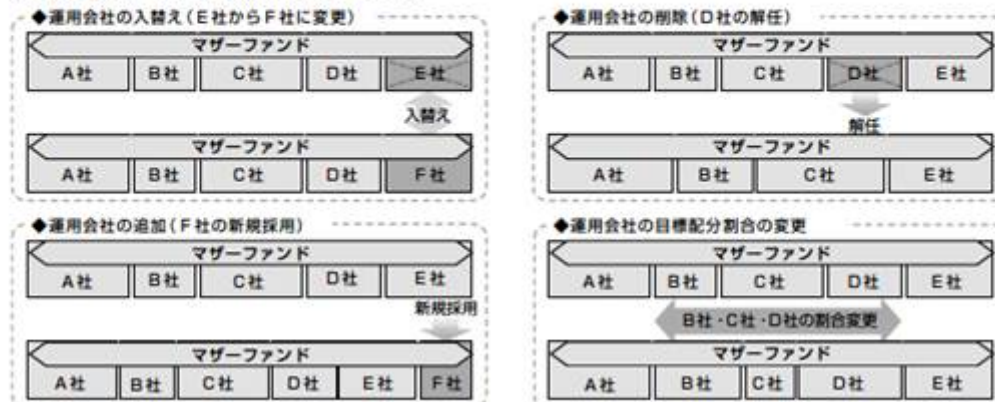 ◆運用会社の入替え(E社からF社に変更)
マザーファンド
A社 B社 C社 D社 E社
入替え
マザーファンド
A社 B社 C社 D社 F社
◆運用会社の削除(D社の解任)
マザーファンド
A社 B社 C社 D社 E社
解任
マザーファンド
A社 B社 C社 E社
◆運用会社の追加(F社の新規採用)
マザーファンド
A社 B社 C社 D社 E社
新規採用
マザーファンド
A社 B社 C社 D社 E社 F社
◆運用会社の目標配分割合の変更
マザーファンド
A社 B社 C社 D社 E社
B社・C社・D社の割合変更
マザーファンド
A社 B社 C社 D社 E社